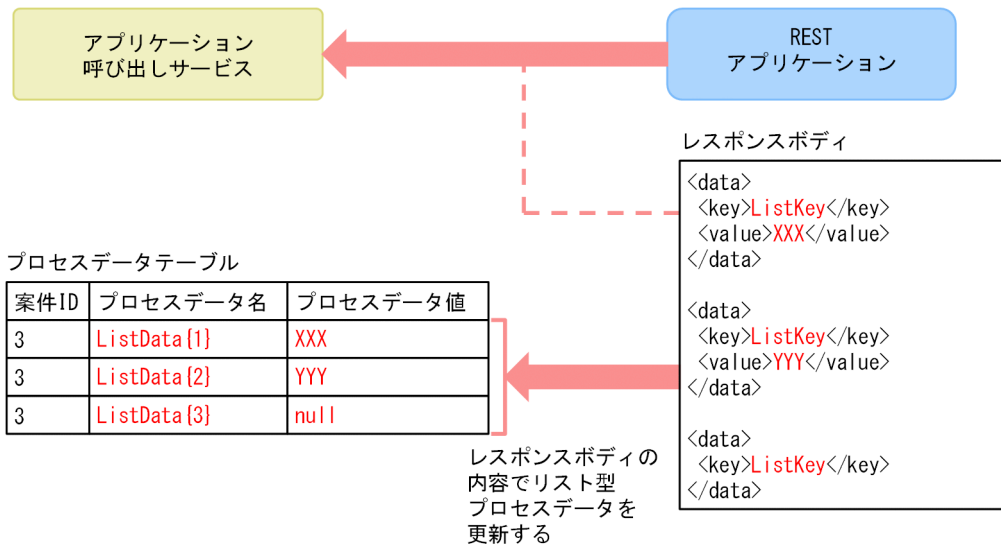 アプリケーション
呼び出しサービス
REST
アプリケーション
レスポンスボディ
<data>
<key>ListKey</key>
<value>XXX</value>
</data>
<data>
<key>ListKey</key>
<value>YYY</value>
</data>
<data>
<key>ListKey</key>
</data>
プロセスデータテーブル
案件ID プロセスデータ名 プロセスデータ値
3 ListData{1} XXX
3 ListData{2} YYY
3 ListData{3} null
レスポンスボディの
内容でリスト型
プロセスデータを
更新する